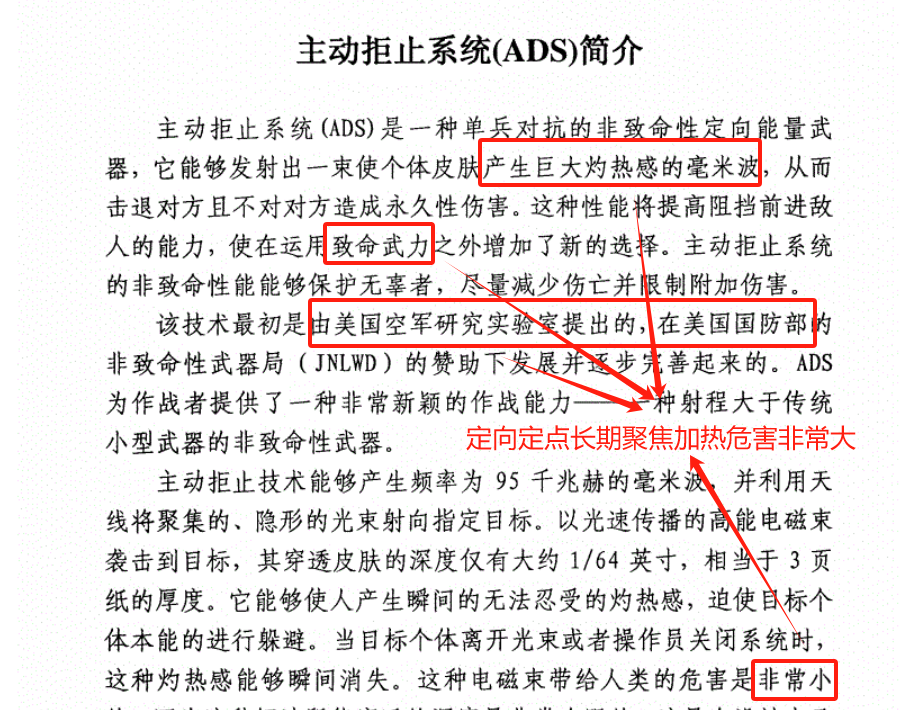 主动拒止系统(ADS)简介
主动拒止系统(ADS)是一种单兵对抗的非致命性定向能量武
器，它能够发射出一束使个体皮肤产生巨大灼热感的毫米波，从而
击退对方且不对对方造成永久性伤害。这种性能将提高阻挡前进敌
人的能力，使在运用致命武力之外增加了新的选择。主动拒止系统
的非致命性能能够保护无辜者，尽量减少伤亡并限制附加伤害。
该技术最初是由美国空军研究实验室提出的，在美国国防部的
非致命性武器局（JNLWD）的赞助下发展并逐步完善起来的。ADS
为作战者提供了一种非常新颖的作战能力——一种射程大于传统
小型武器的非致命性武器。
定向定点长期聚焦加热危害非常大
主动拒止技术能够产生频率为 95 千兆赫的毫米波，并利用天
线将聚集的、隐形的光束射向指定目标。以光速传播的高能电磁束
袭击到目标，其穿透皮肤的深度仅有大约 1/64 英寸，相当于 3 页
纸的厚度。它能够使人产生瞬间的无法忍受的灼热感，迫使目标个
体本能的进行躲避。当目标个体离开光束或者操作员关闭系统时，
这种灼热感能够瞬间消失。这种电磁束带给人类的危害是非常小